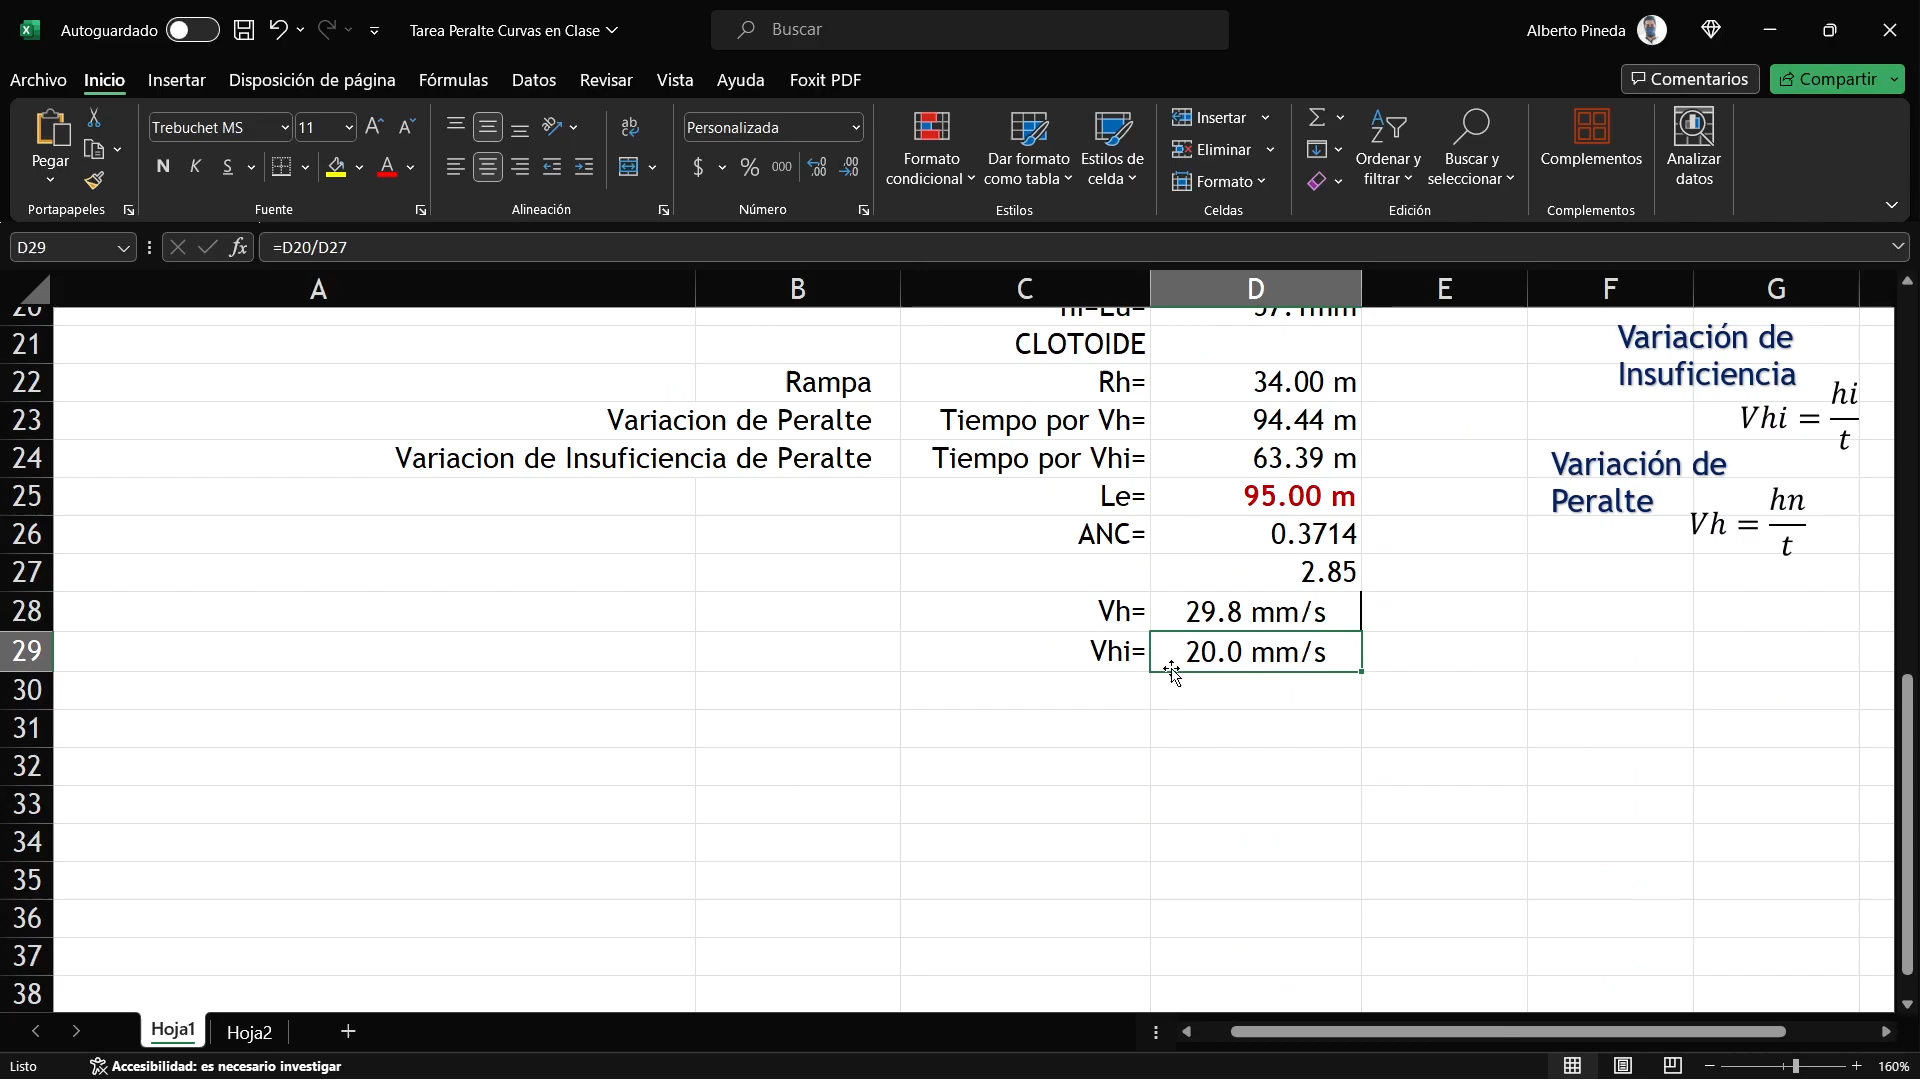 Autoguardado
Tarea Peralte Curvas en Clase
Buscar
Alberto Pineda
Archivo Inicio Insertar Disposición de página Fórmulas Datos Revisar Vista Ayuda Foxit PDF
Comentarios
Compartir
Pegar
Portapapeles
Trebuchet MS
11
N K S
Fuente
Alineación
Personalizada
$ % 000
Número
Formato
condicional
Dar formato
como tabla
Estilos de
celda
Estilos
Insertar
Eliminar
Formato
Celdas
Ordenar y
filtrar
Buscar y
seleccionar
Edición
Complementos
Complementos
Analizar
datos
D29
fx
=D20/D27
A B C D E F G
21 CLOTOIDE
22 Rampa Rh= 34.00 m
23 Variacion de Peralte Tiempo por Vh= 94.44 m
24 Variacion de Insuficiencia de Peralte Tiempo por Vhi= 63.39 m
25 Le= 95.00 m
26 ANC= 0.3714
27 2.85
28 Vh= 29.8 mm/s
29 Vhi= 20.0 mm/s
30
31
32
33
34
35
36
37
38
Variación de
Insuficiencia
Vhi = hi / t
Variación de
Peralte
Vh = hn / t
Hoja1
Hoja2
Listo
Accesibilidad: es necesario investigar
160%